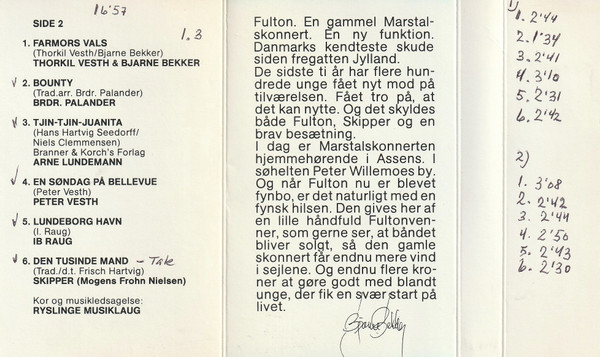 16'57
SIDE 2
1.3
1. FARMORS VALS
(Thorkil Vesth/Bjarne Bekker)
THORKIL VESTH & BJARNE BEKKER
✓ 2. BOUNTY
(Trad.arr. Brdr. Palander)
BRDR. PALANDER
✓ 3. TJIN-TJIN-JUANITA
(Hans Hartvig Seedorff/
Niels Clemmensen)
Branner & Korch's Forlag
ARNE LUNDEMANN
✓ 4. EN SØNDAG PÅ BELLEVUE
(Peter Vesth)
PETER VESTH
✓ 5. LUNDEBORG HAVN
(I. Raug)
IB RAUG
✓ 6. DEN TUSINDE MAND –
(Trad./d.t. Frisch Hartvig)
SKIPPER (Mogens Frohn Nielsen)
Kor og musikledsagelse:
RYSLINGE MUSIKLAUG
Fulton. En gammel Marstal-
skonnert. En ny funktion.
Danmarks kendteste skude
siden fregatten Jylland.
De sidste ti år har flere hun-
drede unge fået nyt mod på
tilværelsen. Fået tro på, at
det kan nytte. Og det skyldes
både Fulton, Skipper og en
brav besætning.
I dag er Marstalskonnerten
hjemmehørende i Assens. I
søhelten Peter Willemoes by.
Og når Fulton nu er blevet
fynbo, er det naturligt med en
fynsk hilsen. Den gives her af
en lille håndfuld Fultonven-
ner, som gerne ser, at båndet
bliver solgt, så den gamle
skonnert får endnu mere vind
i sejlene. Og endnu flere kro-
ner at gøre godt med blandt
unge, der fik en svær start på
livet.
Bjarne Bekker
1)
1. 2'44
2. 1'34
3. 2'41
4. 3'10
5. 2'31
6. 2'42
2)
1. 3'08
2. 2'42
3. 2'44
4. 2'50
5. 2'43
6. 2'30